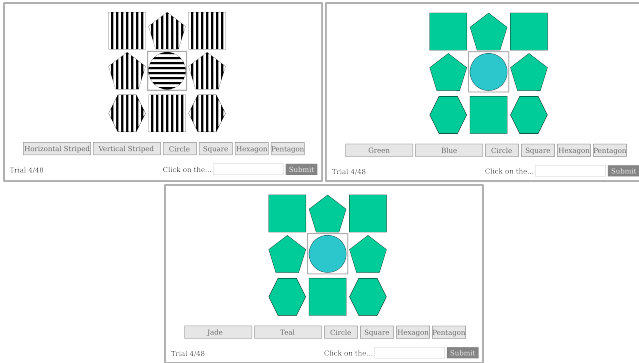 Horizontal Striped Vertical Striped Circle Square Hexagon Pentagon
Trial 4/48 Click on the... Submit
Green Blue Circle Square Hexagon Pentagon
Trial 4/48 Click on the... Submit
Jade Teal Circle Square Hexagon Pentagon
Trial 4/48 Click on the... Submit